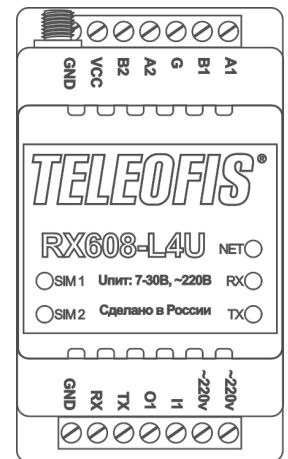 GND VCC B2 A2 G B1 A1
TELEOFIS®
RX608-L4U NET
SIM 1 Uпит: 7-30В, ~220В RX
SIM 2 Сделано в России TX
GND RX TX O1 I1 ~220v ~220v